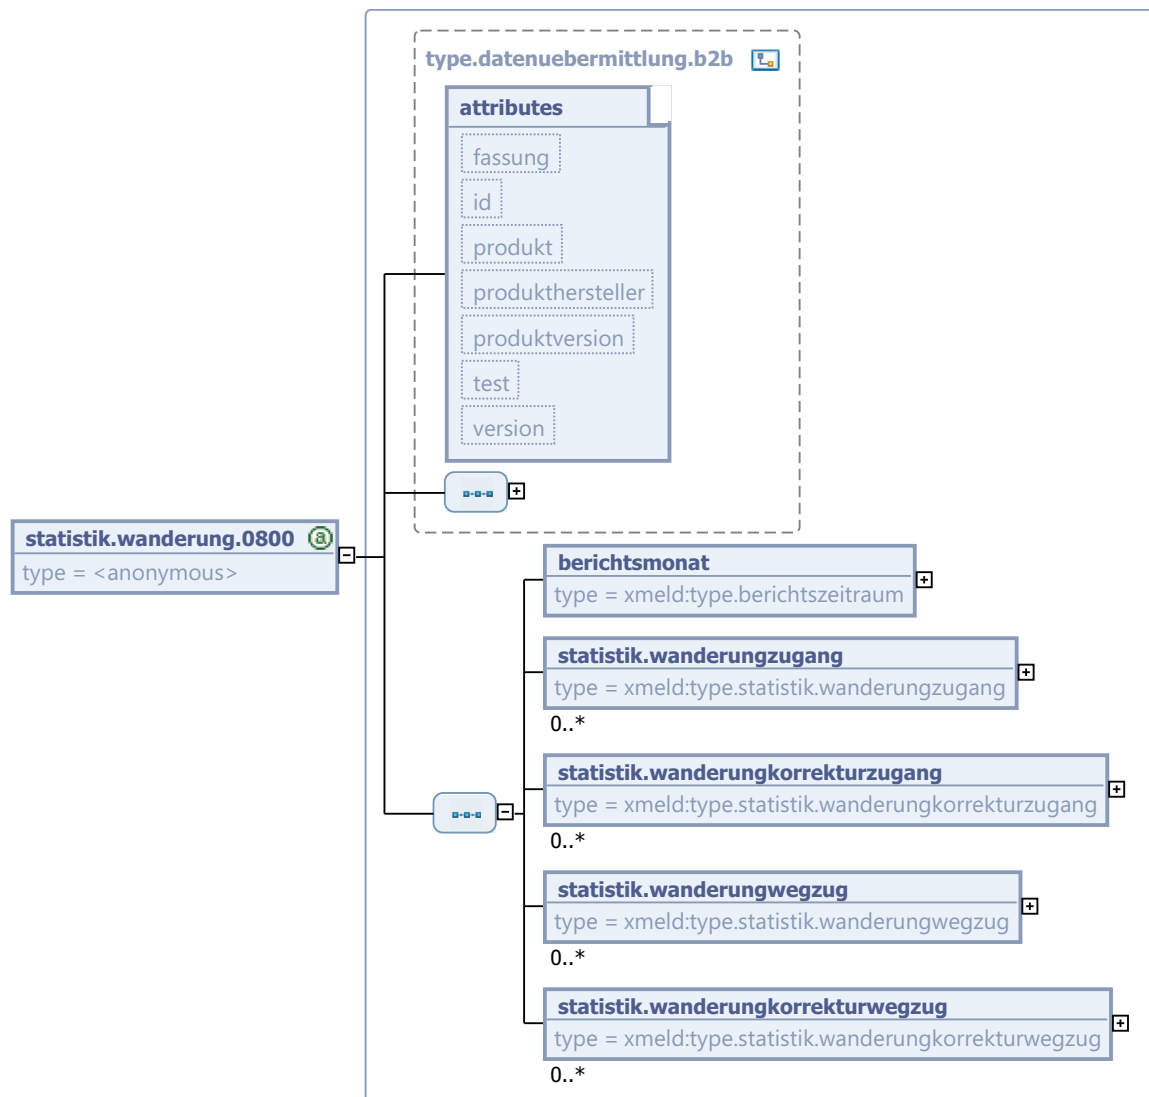 type.datenuebermittlung.b2b
attributes
fassung
id
produkt
produkthersteller
produktversion
test
version
statistik.wanderung.0800 @
type = <anonymous>
berichtsmonat
type = xmeld:type.berichtszeitraum
statistik.wanderungzugang
type = xmeld:type.statistik.wanderungzugang
0..*
statistik.wanderungkorrekturzugang
type = xmeld:type.statistik.wanderungkorrekturzugang
0..*
statistik.wanderungwegzug
type = xmeld:type.statistik.wanderungwegzug
0..*
statistik.wanderungkorrekturwegzug
type = xmeld:type.statistik.wanderungkorrekturwegzug
0..*